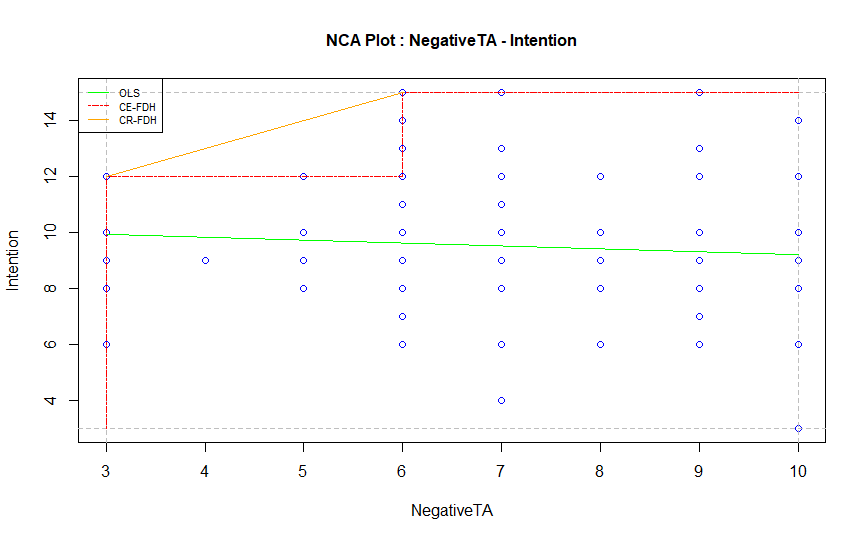 NCA Plot : NegativeTA - Intention
OLS
CE-FDH
CR-FDH
14
12
10
8
6
4
Intention
3 4 5 6 7 8 9 10
NegativeTA